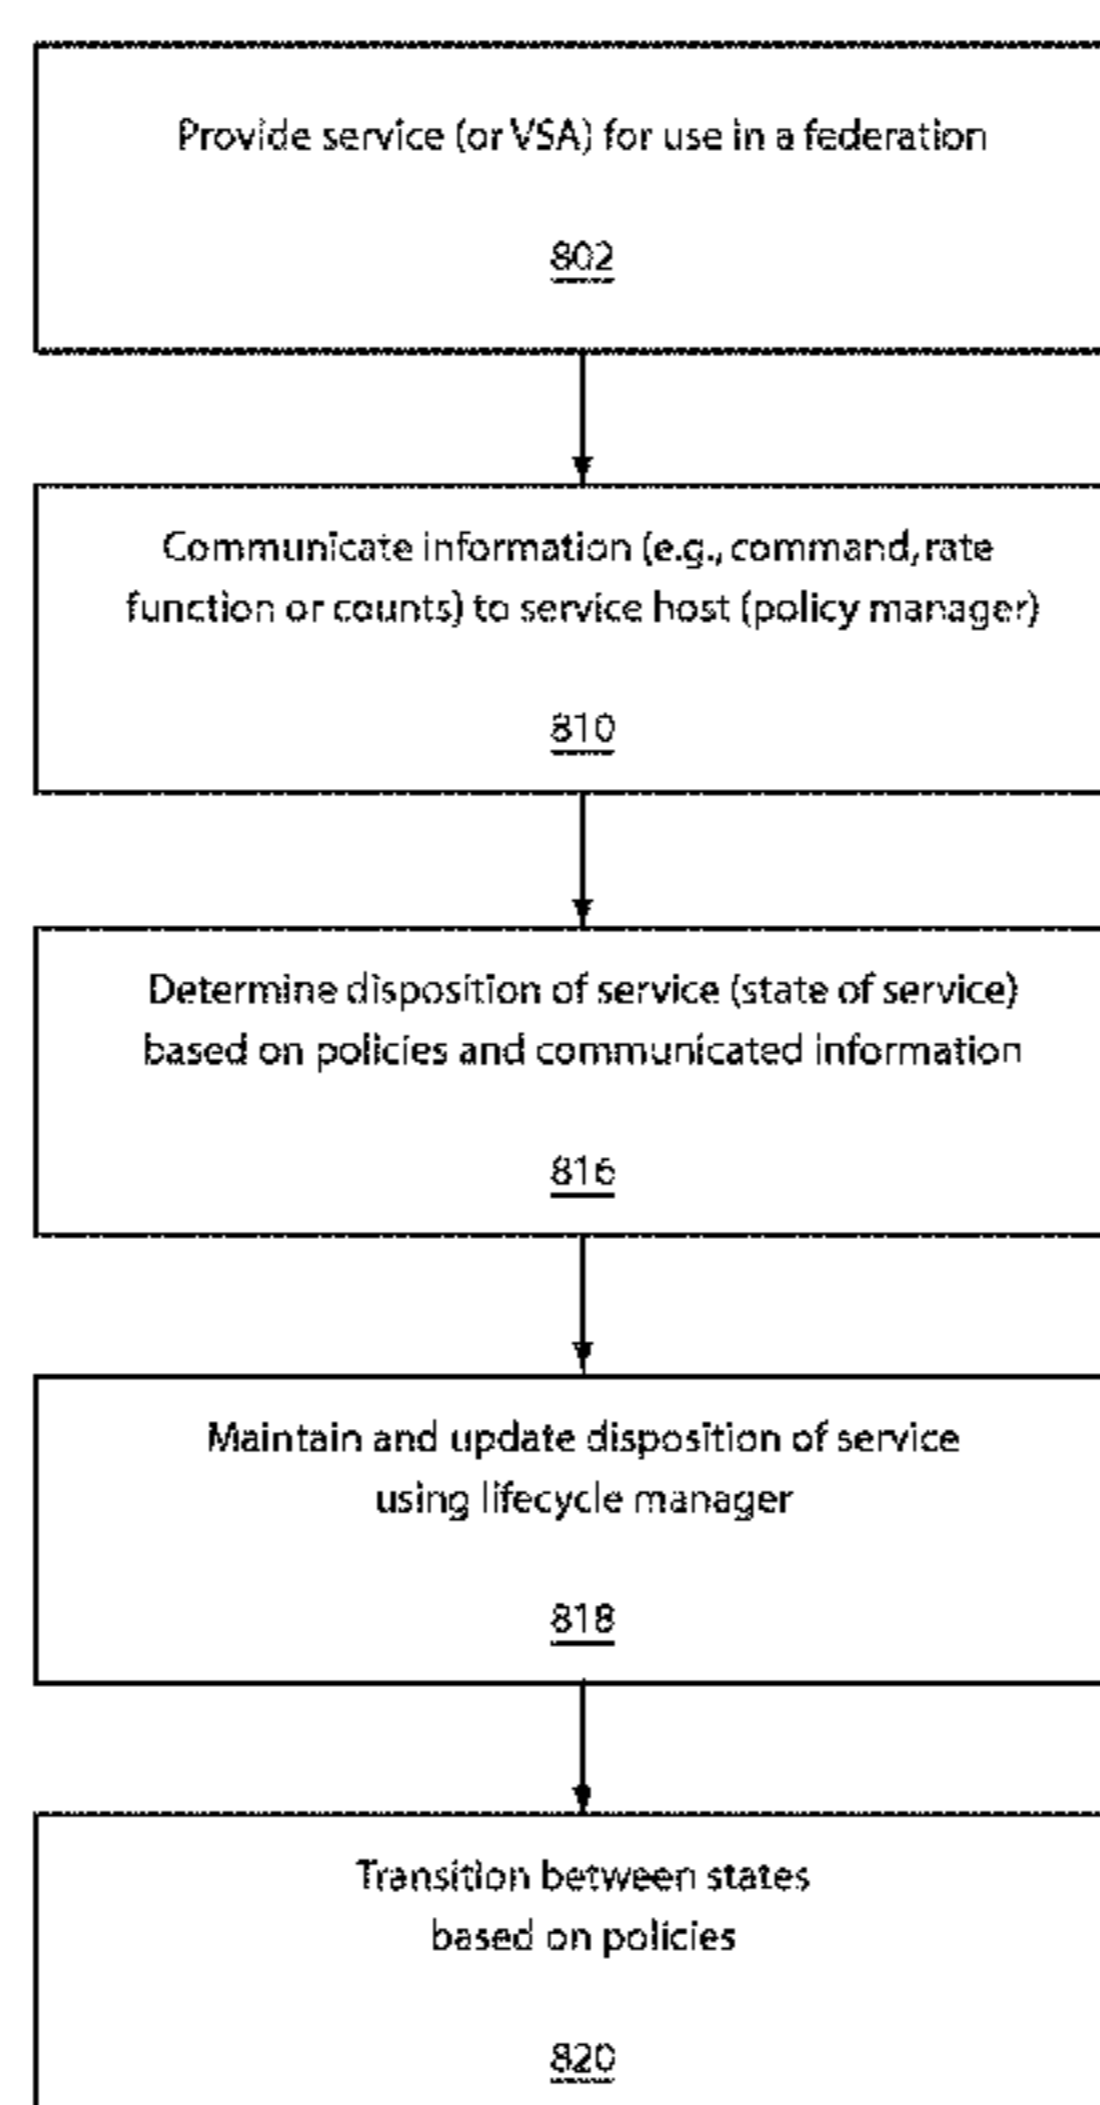 Provide service (or VSA) for use in a federation
802
Communicate information (e.g., command, rate
function or counts) to service host (policy manager)
810
Determine disposition of service (state of service)
based on policies and communicated information
816
Maintain and update disposition of service
using lifecycle manager
818
Transition between states
based on policies
820